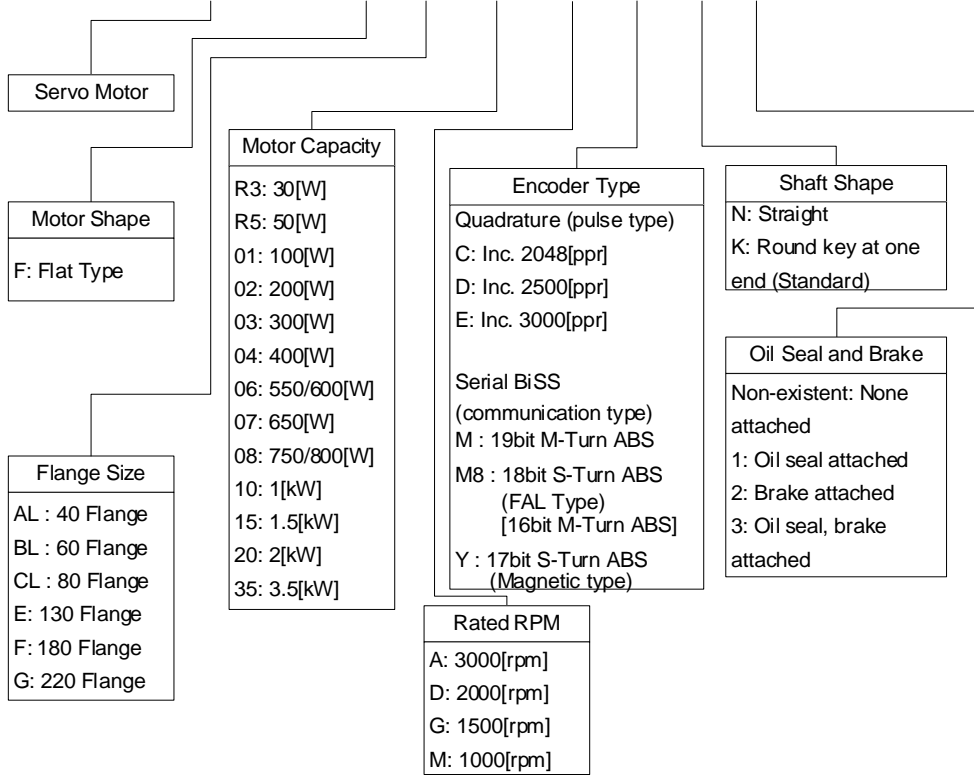 Servo Motor
Motor Shape
F: Flat Type
Flange Size
AL : 40 Flange
BL : 60 Flange
CL : 80 Flange
E: 130 Flange
F: 180 Flange
G: 220 Flange
Motor Capacity
R3: 30[W]
R5: 50[W]
01: 100[W]
02: 200[W]
03: 300[W]
04: 400[W]
06: 550/600[W]
07: 650[W]
08: 750/800[W]
10: 1[kW]
15: 1.5[kW]
20: 2[kW]
35: 3.5[kW]
Rated RPM
A: 3000[rpm]
D: 2000[rpm]
G: 1500[rpm]
M: 1000[rpm]
Encoder Type
Quadrature (pulse type)
C: Inc. 2048[ppr]
D: Inc. 2500[ppr]
E: Inc. 3000[ppr]
Serial BiSS
(communication type)
M : 19bit M-Turn ABS
M8 : 18bit S-Turn ABS
(FAL Type)
[16bit M-Turn ABS]
Y : 17bit S-Turn ABS
(Magnetic type)
Shaft Shape
N: Straight
K: Round key at one
end (Standard)
Oil Seal and Brake
Non-existent: None
attached
1: Oil seal attached
2: Brake attached
3: Oil seal, brake
attached